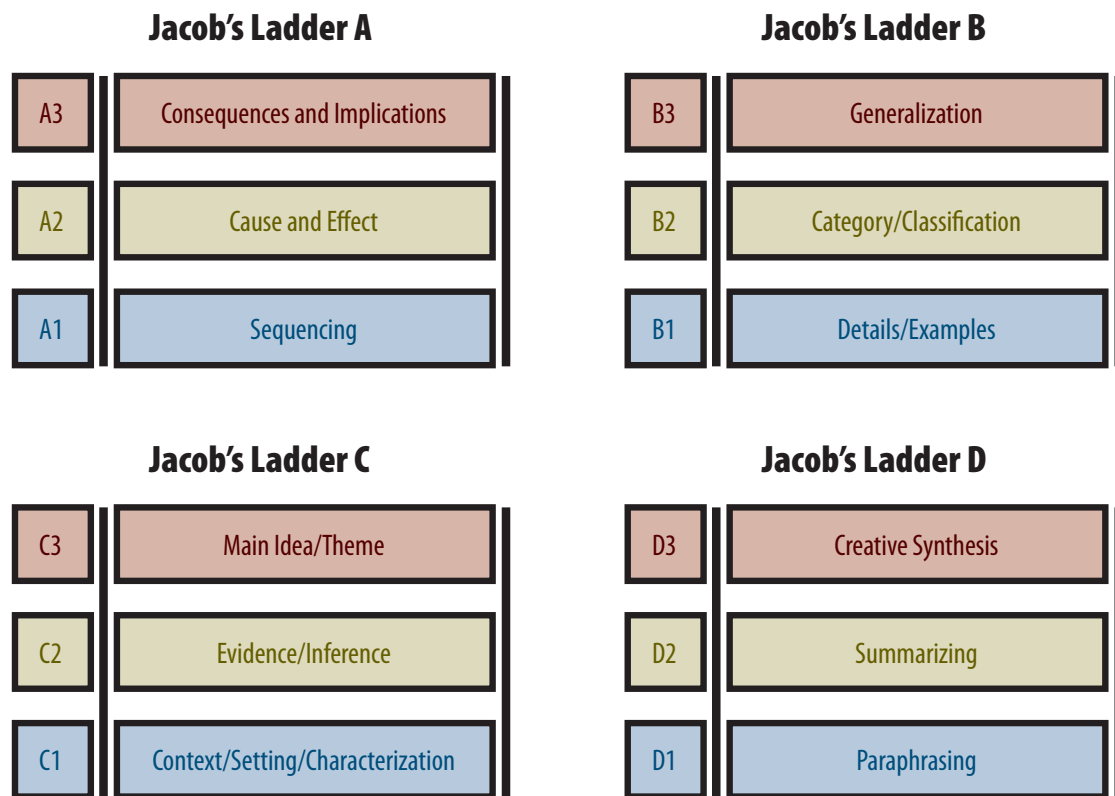 Jacob's Ladder A
A3 Consequences and Implications
A2 Cause and Effect
A1 Sequencing
Jacob's Ladder B
B3 Generalization
B2 Category/Classification
B1 Details/Examples
Jacob's Ladder C
C3 Main Idea/Theme
C2 Evidence/Inference
C1 Context/Setting/Characterization
Jacob's Ladder D
D3 Creative Synthesis
D2 Summarizing
D1 Paraphrasing